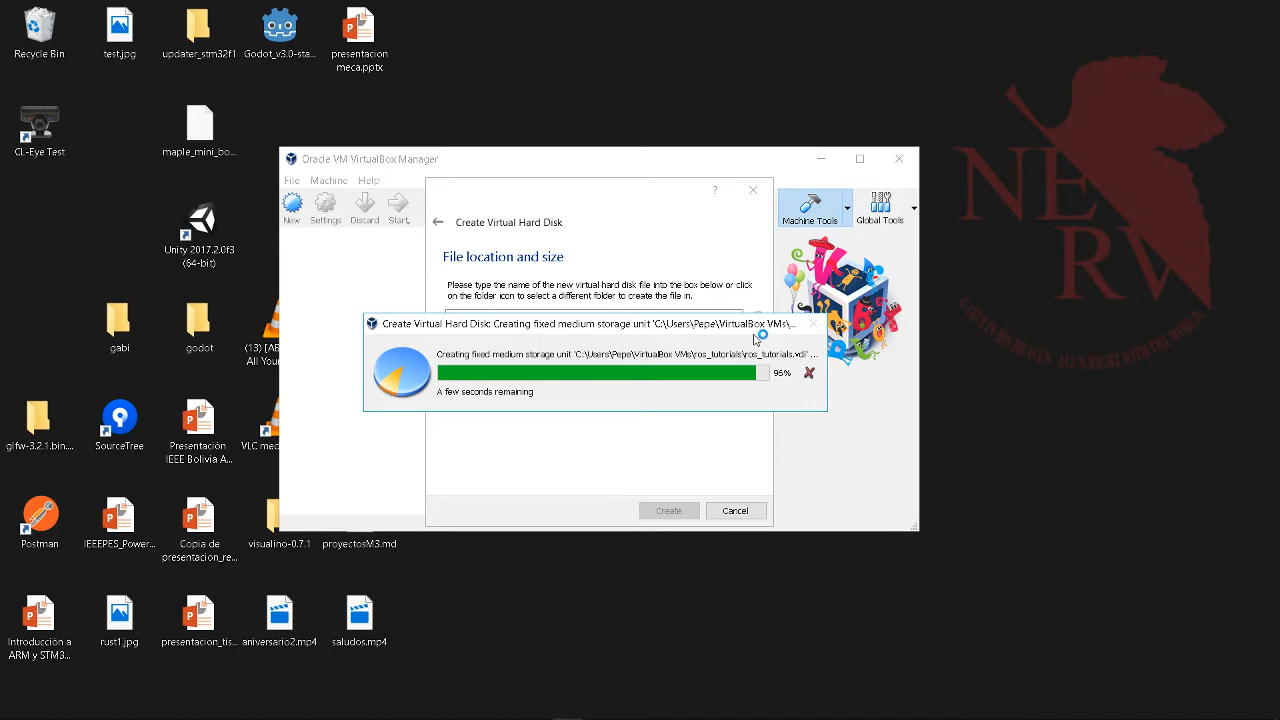 Recycle Bin
test.jpg
updater_stm32f1
Godot_v3.0-sta...
presentacion
meca.pptx
CL-Eye Test
maple_mini_bo...
Unity 2017.2.0f3
(64-bit)
gabi
godot
(13) [AB
All Your
glfw-3.2.1.bin....
SourceTree
Presentación
IEEE Bolivia A...
VLC med
Postman
IEEEPES_Power...
Copia de
presentacion_re...
visualino-0.7.1
proyectosM3.md
Introducción a
ARM y STM3...
rust1.jpg
presentacion_tis...
aniversario2.mp4
saludos.mp4
Oracle VM VirtualBox Manager
File Machine Help
New Settings Discard Start
Machine Tools Global Tools
Create Virtual Hard Disk
File location and size
Please type the name of the new virtual hard disk file into the box below or click
on the folder icon to select a different folder to create the file in.
Create Virtual Hard Disk: Creating fixed medium storage unit 'C:\Users\Pepe\VirtualBox VMs\...
Creating fixed medium storage unit 'C:\Users\Pepe\VirtualBox VMs\ros_tutorials\ros_tutorials.vdi' ...
96%
A few seconds remaining
Create Cancel
NERV